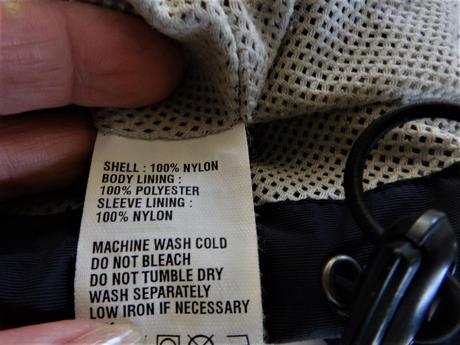 SHELL : 100% NYLON
BODY LINING :
100% POLYESTER
SLEEVE LINING :
100% NYLON
MACHINE WASH COLD
DO NOT BLEACH
DO NOT TUMBLE DRY
WASH SEPARATELY
LOW IRON IF NECESSARY